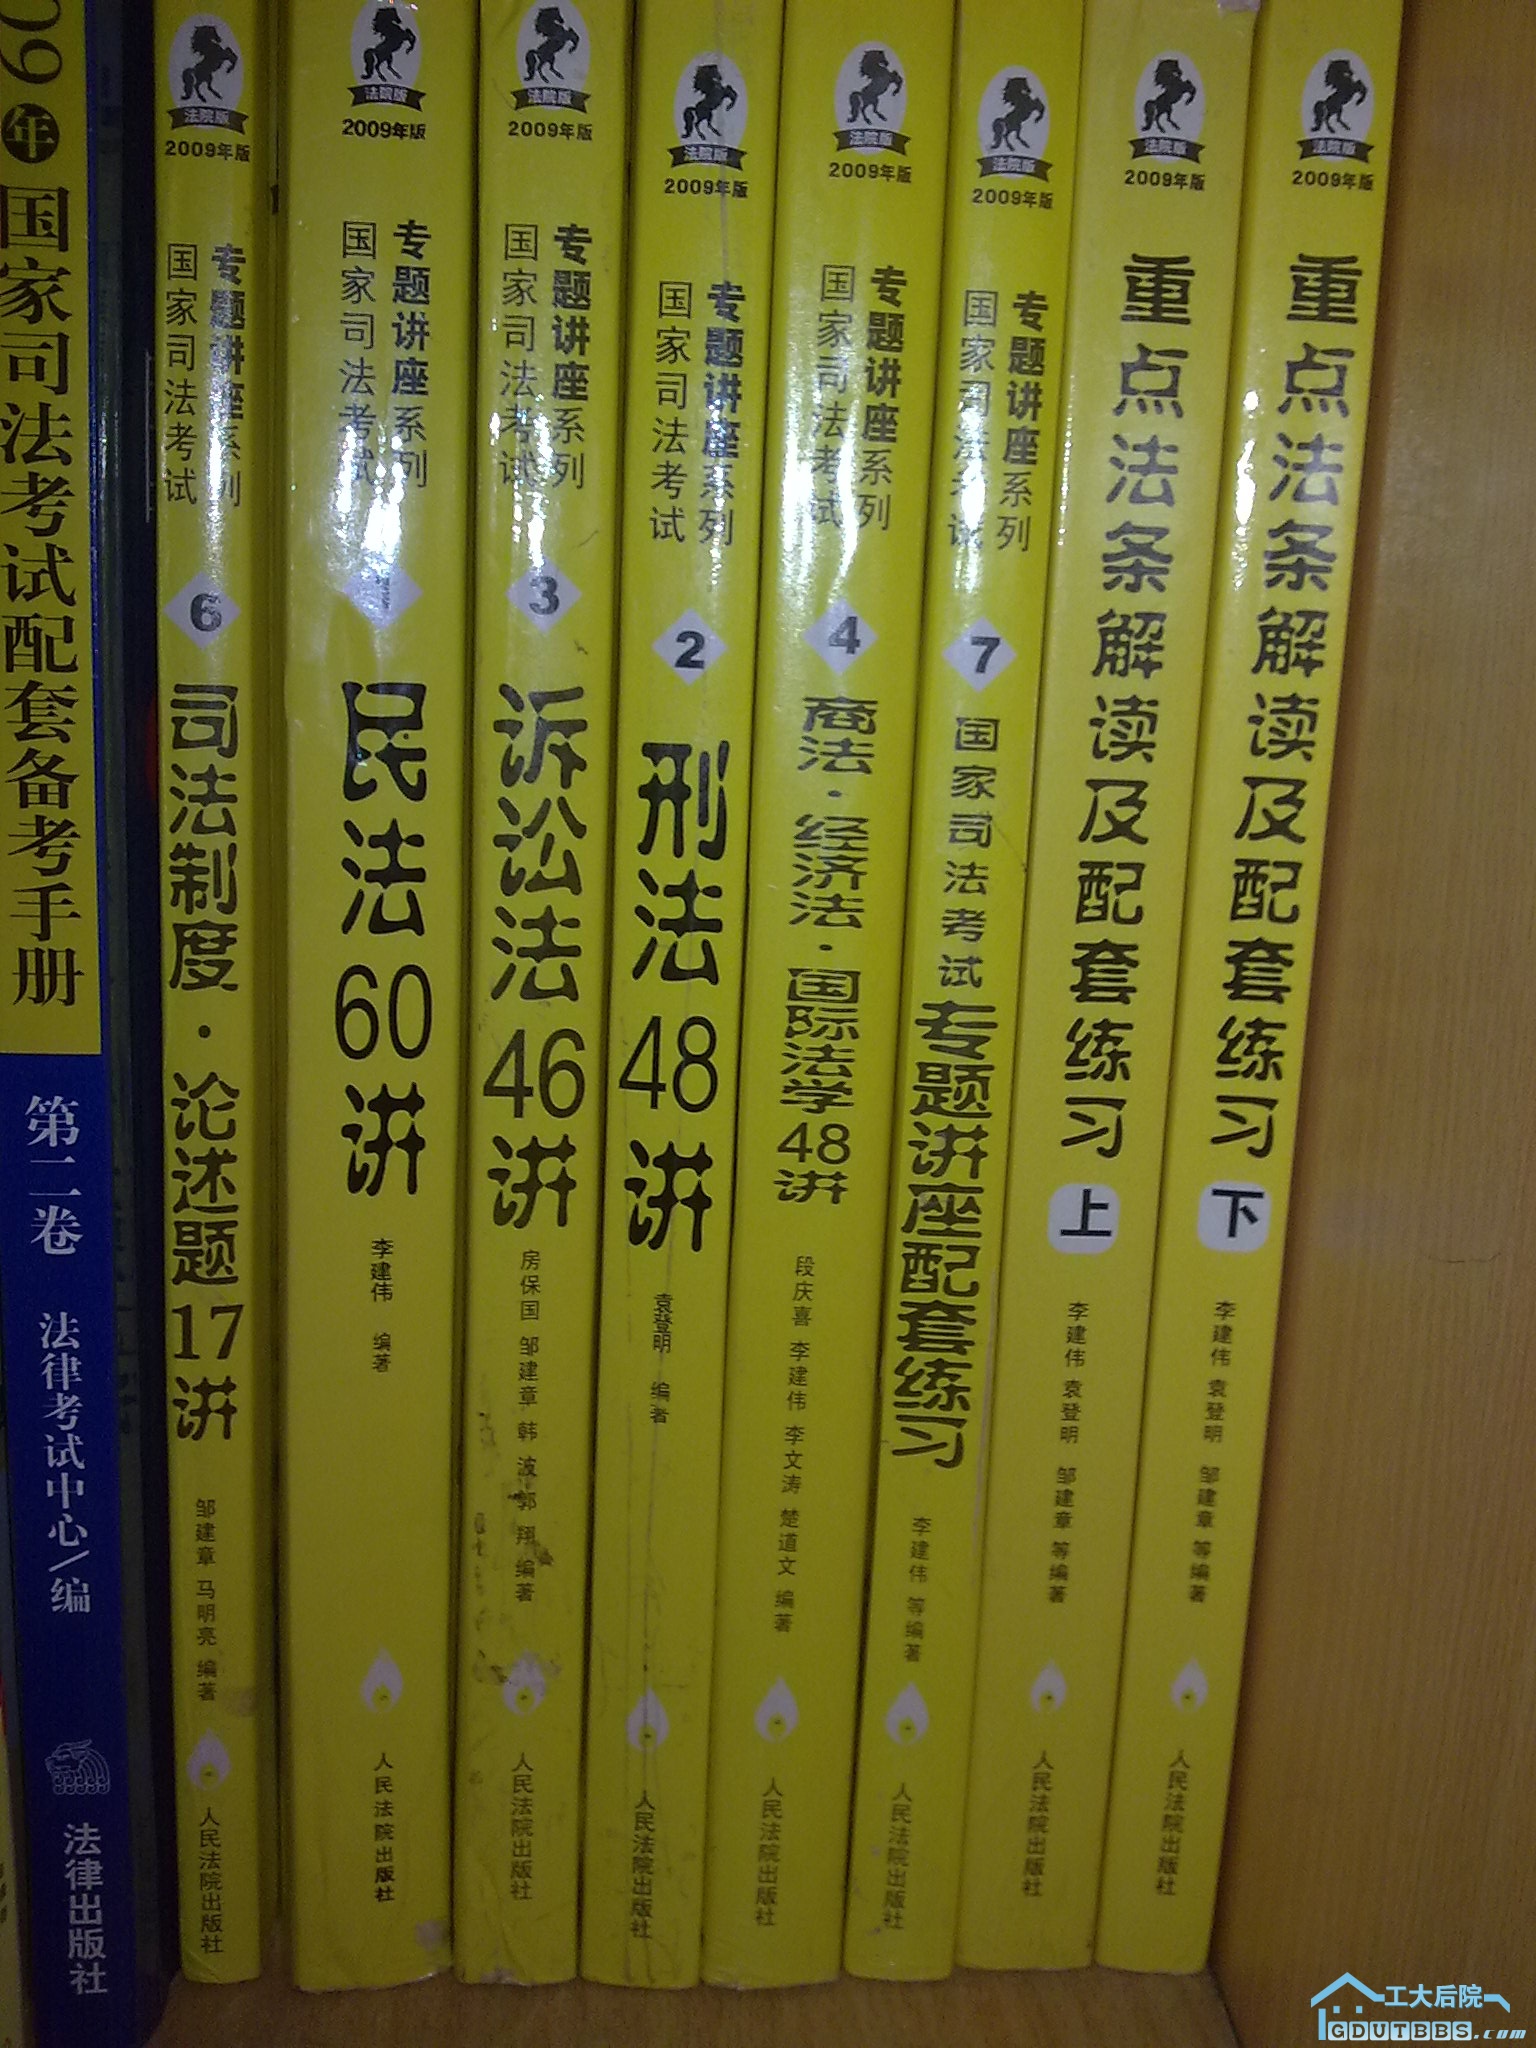 09年国家司法考试配套备考手册
第二卷
法律考试中心/编
法律出版社
法院版
2009年版
国家司法考试
专题讲座系列
6
司法制度·论述题17讲
邹建章 马明亮 编著
人民法院出版社
法院版
2009年版
国家司法考试
专题讲座系列
民法60讲
李建伟 编著
人民法院出版社
法院版
2009年版
国家司法考试
专题讲座系列
3
诉讼法46讲
房保国 邹建章 韩波 郭翔 编著
人民法院出版社
法院版
2009年版
国家司法考试
专题讲座系列
2
刑法48讲
袁登明 编著
人民法院出版社
法院版
2009年版
国家司法考试
专题讲座系列
4
商法·经济法·国际法学48讲
段庆喜 李建伟 李文涛 楚道文 编著
人民法院出版社
法院版
2009年版
国家司法考试
专题讲座系列
7
国家司法考试专题讲座配套练习
李建伟 等编著
人民法院出版社
法院版
2009年版
重点法条解读及配套练习
上
李建伟 袁登明 邹建章 等编著
人民法院出版社
法院版
2009年版
重点法条解读及配套练习
下
李建伟 袁登明 邹建章 等编著
人民法院出版社
工大后院
GDUTBBS.com